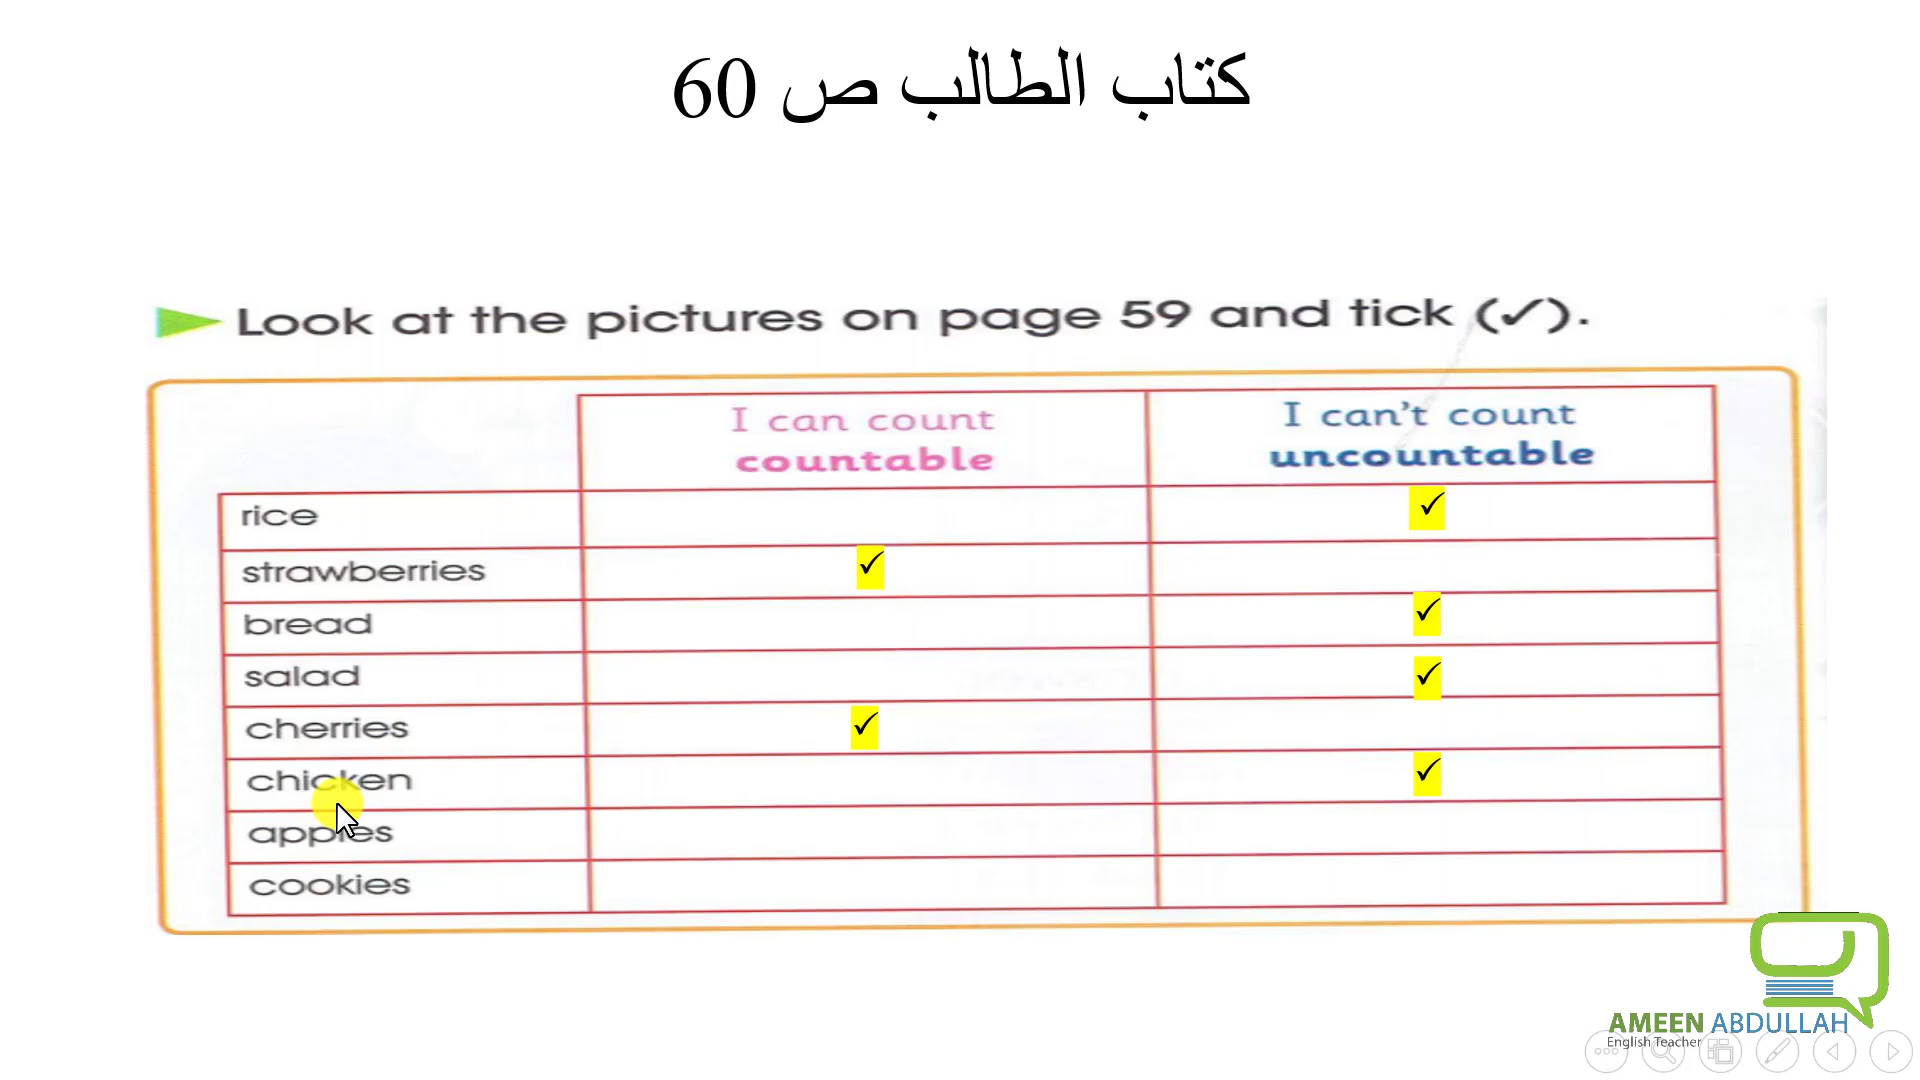 كتاب الطالب ص 60
Look at the pictures on page 59 and tick (✓).
I can count I can't count
countable uncountable
rice ✓
strawberries ✓
bread ✓
salad ✓
cherries ✓
chicken ✓
apples
cookies
AMEEN ABDULLAH
English Teacher